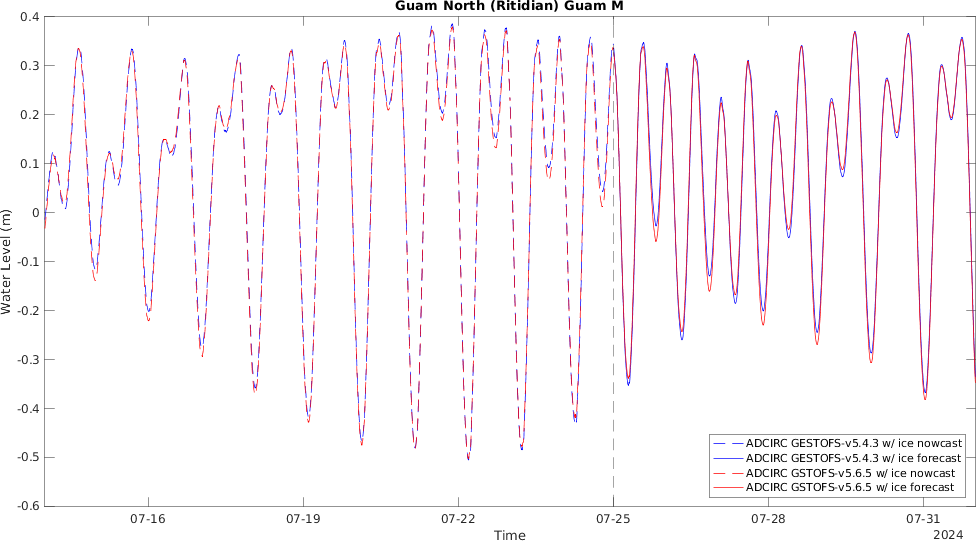 Guam North (Ritidian) Guam M
0.4
0.3
0.2
0.1
0
-0.1
-0.2
-0.3
-0.4
-0.5
-0.6
Water Level (m)
ADCIRC GESTOFS-v5.4.3 w/ ice nowcast
ADCIRC GESTOFS-v5.4.3 w/ ice forecast
ADCIRC GSTOFS-v5.6.5 w/ ice nowcast
ADCIRC GSTOFS-v5.6.5 w/ ice forecast
07-16 07-19 07-22 07-25 07-28 07-31
Time 2024